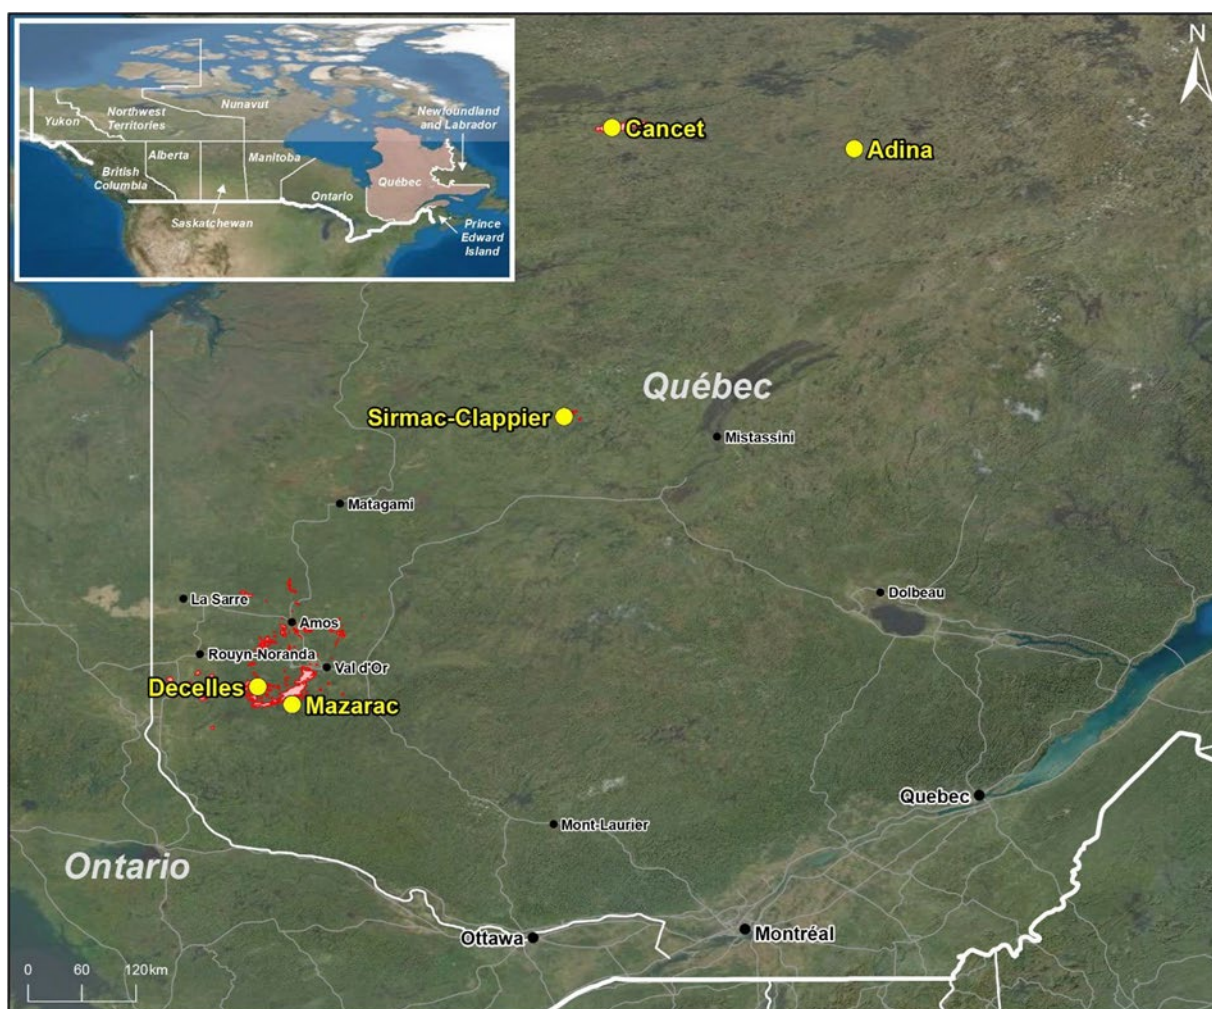 N
Yukon
Northwest
Territories
Nunavut
Newfoundland
and Labrador
British
Columbia
Alberta
Manitoba
Saskatchewan
Ontario
Québec
Prince
Edward
Island
Cancet
Adina
Québec
Sirmac-Clappier
Mistassini
Matagami
La Sarre
Amos
Dolbeau
Rouyn-Noranda
Val d'Or
Decelles
Mazarac
Quebec
Mont-Laurier
Ontario
Ottawa
Montréal
0 60 120km